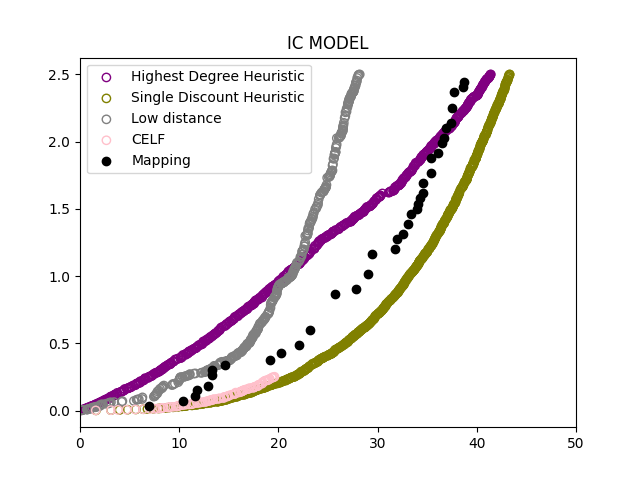 IC MODEL
Highest Degree Heuristic
Single Discount Heuristic
Low distance
CELF
Mapping
2.5
2.0
1.5
1.0
0.5
0.0
0 10 20 30 40 50